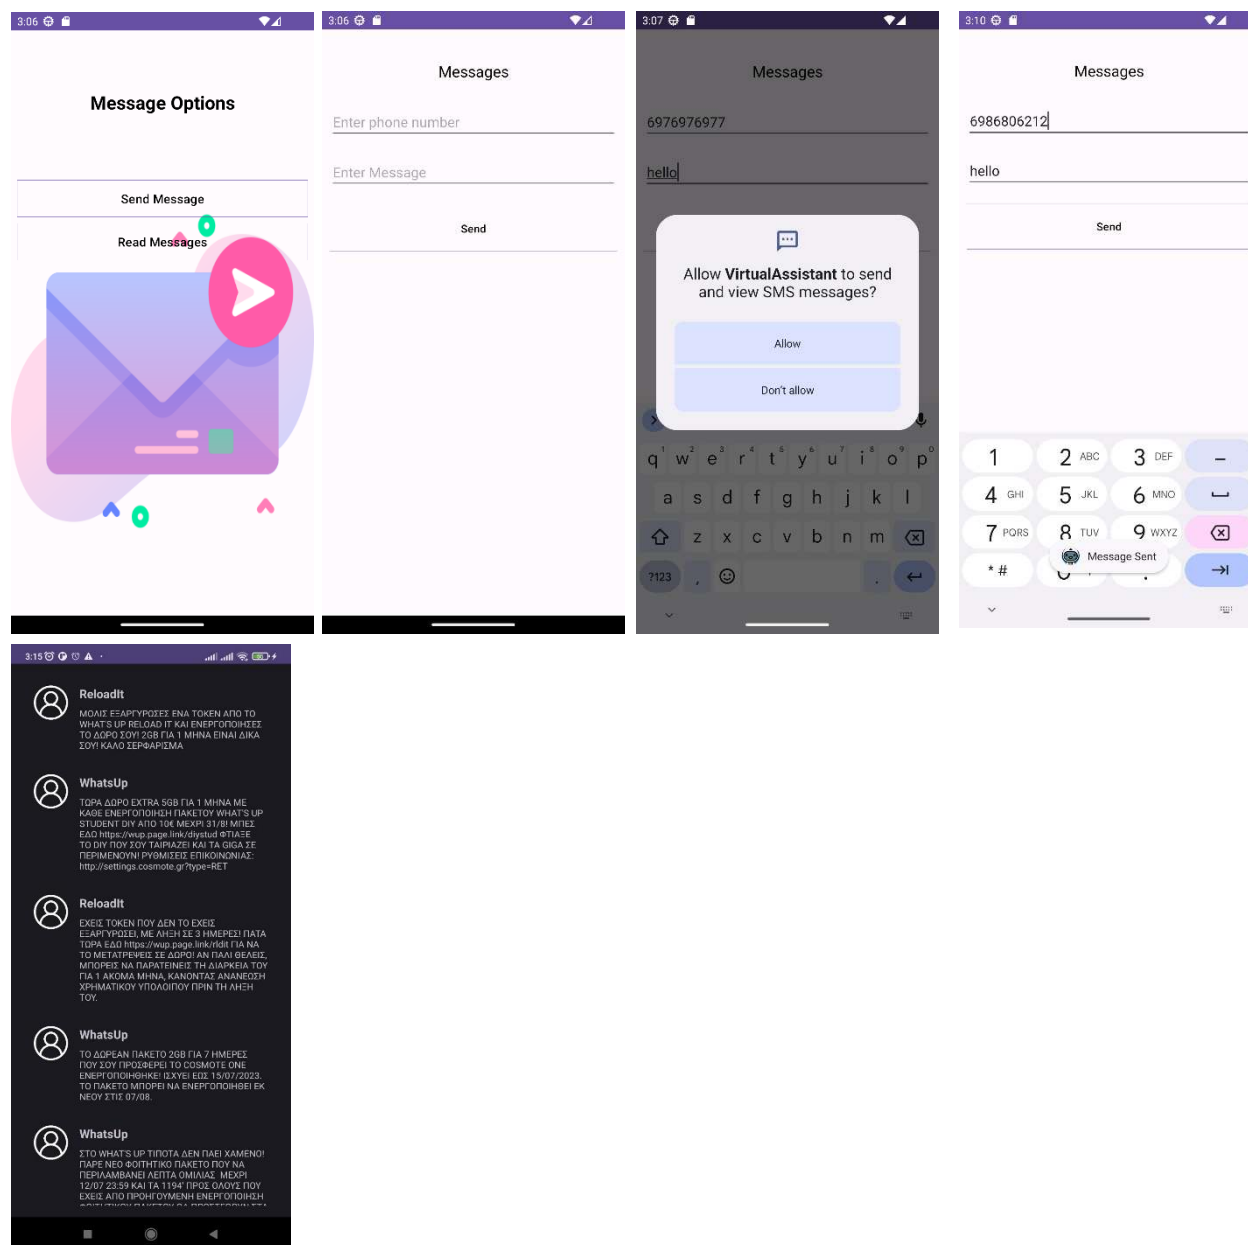 3:06
Message Options
Send Message
Read Messages
3:06
Messages
Enter phone number
Enter Message
Send
3:07
Messages
6976976977
hello
Allow VirtualAssistant to send
and view SMS messages?
Allow
Don't allow
q1 w2 e3 r4 t5 y6 u7 i8 o9 p0
a s d f g h j k l
z x c v b n m
?123 , .
3:10
Messages
6986806212
hello
Send
1 2 ABC 3 DEF –
4 GHI 5 JKL 6 MNO
7 PQRS 8 TUV 9 WXYZ
* # 0 .
Message Sent
3:15
ReloadIt
ΜΟΛΙΣ ΕΞΑΡΓΥΡΩΣΕΣ ΕΝΑ TOKEN ΑΠΟ ΤΟ
WHAT'S UP RELOAD IT ΚΑΙ ΕΝΕΡΓΟΠΟΙΗΣΕΣ
ΤΟ ΔΩΡΟ ΣΟΥ! 2GB ΓΙΑ 1 ΜΗΝΑ ΕΙΝΑΙ ΔΙΚΑ
ΣΟΥ! ΚΑΛΟ ΣΕΡΦΑΡΙΣΜΑ
WhatsUp
ΤΩΡΑ ΔΩΡΟ EXTRA 5GB ΓΙΑ 1 ΜΗΝΑ ΜΕ
ΚΑΘΕ ΕΝΕΡΓΟΠΟΙΗΣΗ ΠΑΚΕΤΟΥ WHAT'S UP
STUDENT DIY ΑΠΟ 10€ ΜΕΧΡΙ 31/8! ΜΠΕΣ
ΕΔΩ https://wup.page.link/diystud ΦΤΙΑΞΕ
ΤΟ DIY ΠΟΥ ΣΟΥ ΤΑΙΡΙΑΖΕΙ ΚΑΙ ΤΑ GIGA ΣΕ
ΠΕΡΙΜΕΝΟΥΝ! ΡΥΘΜΙΣΕΙΣ ΕΠΙΚΟΙΝΩΝΙΑΣ:
http://settings.cosmote.gr?type=RET
ReloadIt
ΕΧΕΙΣ TOKEN ΠΟΥ ΔΕΝ ΤΟ ΕΧΕΙΣ
ΕΞΑΡΓΥΡΩΣΕΙ, ΜΕ ΛΗΞΗ ΣΕ 3 ΗΜΕΡΕΣ! ΠΑΤΑ
ΤΩΡΑ ΕΔΩ https://wup.page.link/rldit ΓΙΑ ΝΑ
ΤΟ ΜΕΤΑΤΡΕΨΕΙΣ ΣΕ ΔΩΡΟ! ΑΝ ΠΑΛΙ ΘΕΛΕΙΣ,
ΜΠΟΡΕΙΣ ΝΑ ΠΑΡΑΤΕΙΝΕΙΣ ΤΗ ΔΙΑΡΚΕΙΑ ΤΟΥ
ΓΙΑ 1 ΑΚΟΜΑ ΜΗΝΑ, ΚΑΝΟΝΤΑΣ ΑΝΑΝΕΩΣΗ
ΧΡΗΜΑΤΙΚΟΥ ΥΠΟΛΟΙΠΟΥ ΠΡΙΝ ΤΗ ΛΗΞΗ
ΤΟΥ.
WhatsUp
ΤΟ ΔΩΡΕΑΝ ΠΑΚΕΤΟ 2GB ΓΙΑ 7 ΗΜΕΡΕΣ
ΠΟΥ ΣΟΥ ΠΡΟΣΦΕΡΕΙ ΤΟ COSMOTE ONE
ΕΝΕΡΓΟΠΟΙΗΘΗΚΕ! ΙΣΧΥΕΙ ΕΩΣ 15/07/2023.
ΤΟ ΠΑΚΕΤΟ ΜΠΟΡΕΙ ΝΑ ΕΝΕΡΓΟΠΟΙΗΘΕΙ ΕΚ
ΝΕΟΥ ΣΤΙΣ 07/08.
WhatsUp
ΣΤΟ WHAT'S UP ΤΙΠΟΤΑ ΔΕΝ ΠΑΕΙ ΧΑΜΕΝΟ!
ΠΑΡΕ ΝΕΟ ΦΟΙΤΗΤΙΚΟ ΠΑΚΕΤΟ ΠΟΥ ΝΑ
ΠΕΡΙΛΑΜΒΑΝΕΙ ΛΕΠΤΑ ΟΜΙΛΙΑΣ ΜΕΧΡΙ
12/07 23:59 ΚΑΙ ΤΑ 1194' ΠΡΟΣ ΟΛΟΥΣ ΠΟΥ
ΕΧΕΙΣ ΑΠΟ ΠΡΟΗΓΟΥΜΕΝΗ ΕΝΕΡΓΟΠΟΙΗΣΗ